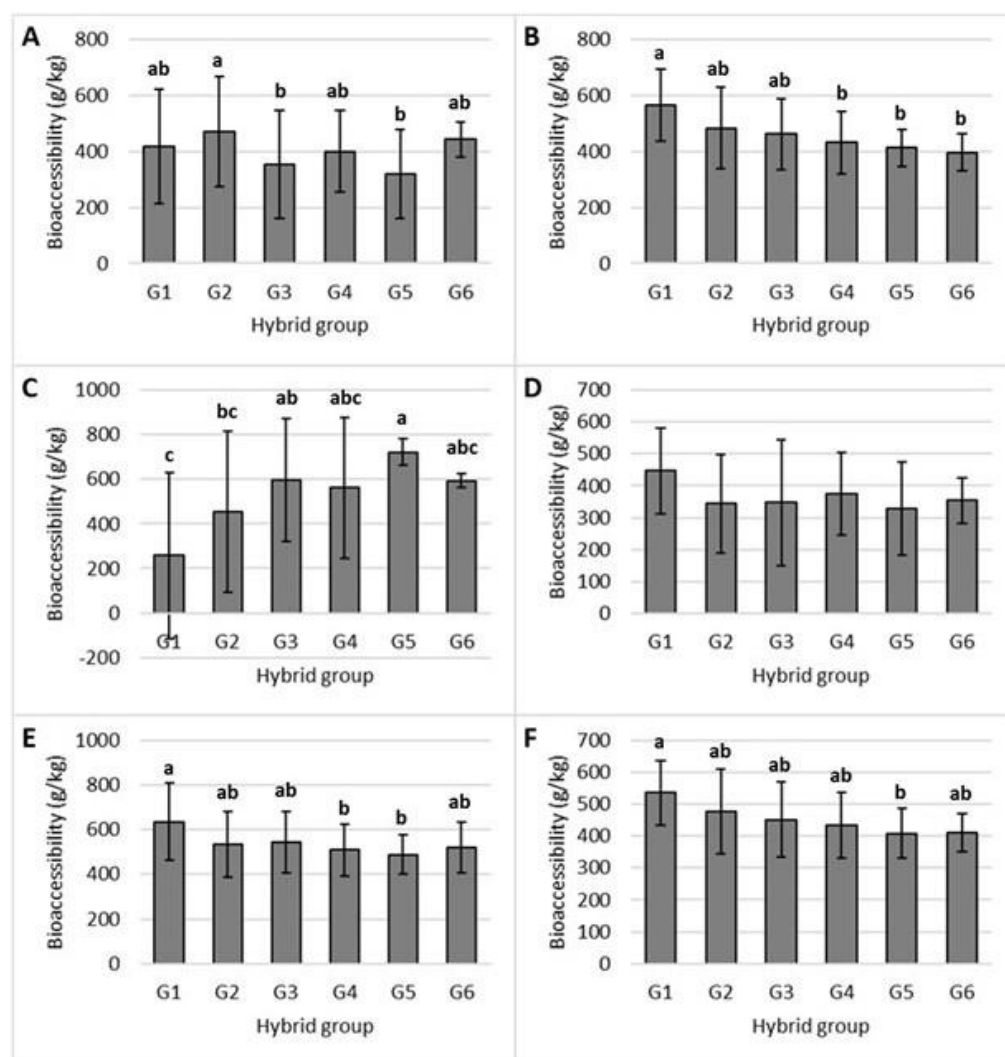 A
Bioaccessibility (g/kg)
800
600
400
200
0
ab a b ab b ab
G1 G2 G3 G4 G5 G6
Hybrid group
B
Bioaccessibility (g/kg)
800
600
400
200
0
a ab ab b b b
G1 G2 G3 G4 G5 G6
Hybrid group
C
Bioaccessibility (g/kg)
1000
800
600
400
200
0
-200
c bc ab abc a abc
G1 G2 G3 G4 G5 G6
Hybrid group
D
Bioaccessibility (g/kg)
700
600
500
400
300
200
100
0
G1 G2 G3 G4 G5 G6
Hybrid group
E
Bioaccessibility (g/kg)
1000
800
600
400
200
0
a ab ab b b ab
G1 G2 G3 G4 G5 G6
Hybrid group
F
Bioaccessibility (g/kg)
700
600
500
400
300
200
100
0
a ab ab ab b ab
G1 G2 G3 G4 G5 G6
Hybrid group